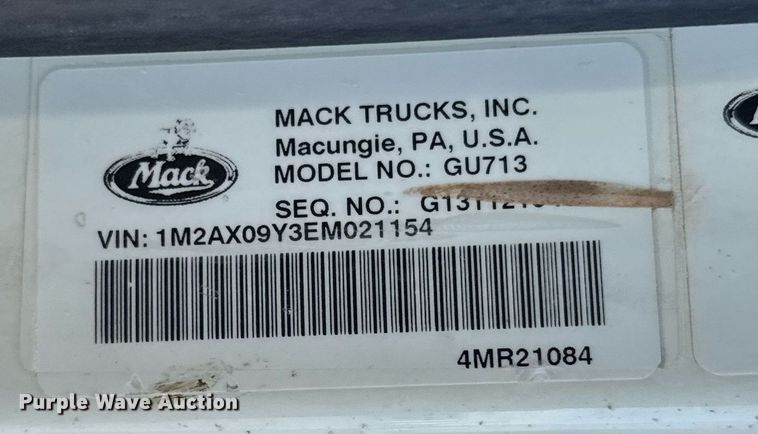 MACK TRUCKS, INC.
Macungie, PA, U.S.A.
Mack
MODEL NO.: GU713
SEQ. NO.:
VIN: 1M2AX09Y3EM021154
4MR21084
Purple Wave Auction